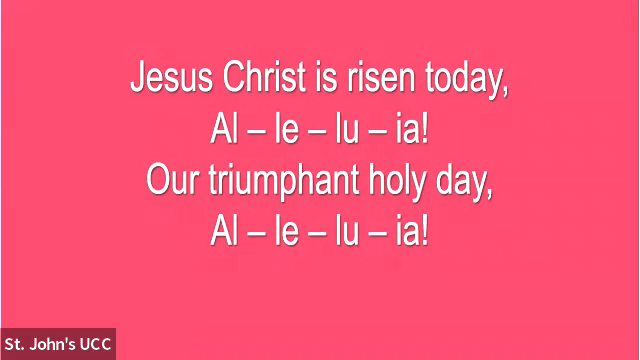 Jesus Christ is risen today,
Al – le – lu – ia!
Our triumphant holy day,
Al – le – lu – ia!
St. John's UCC